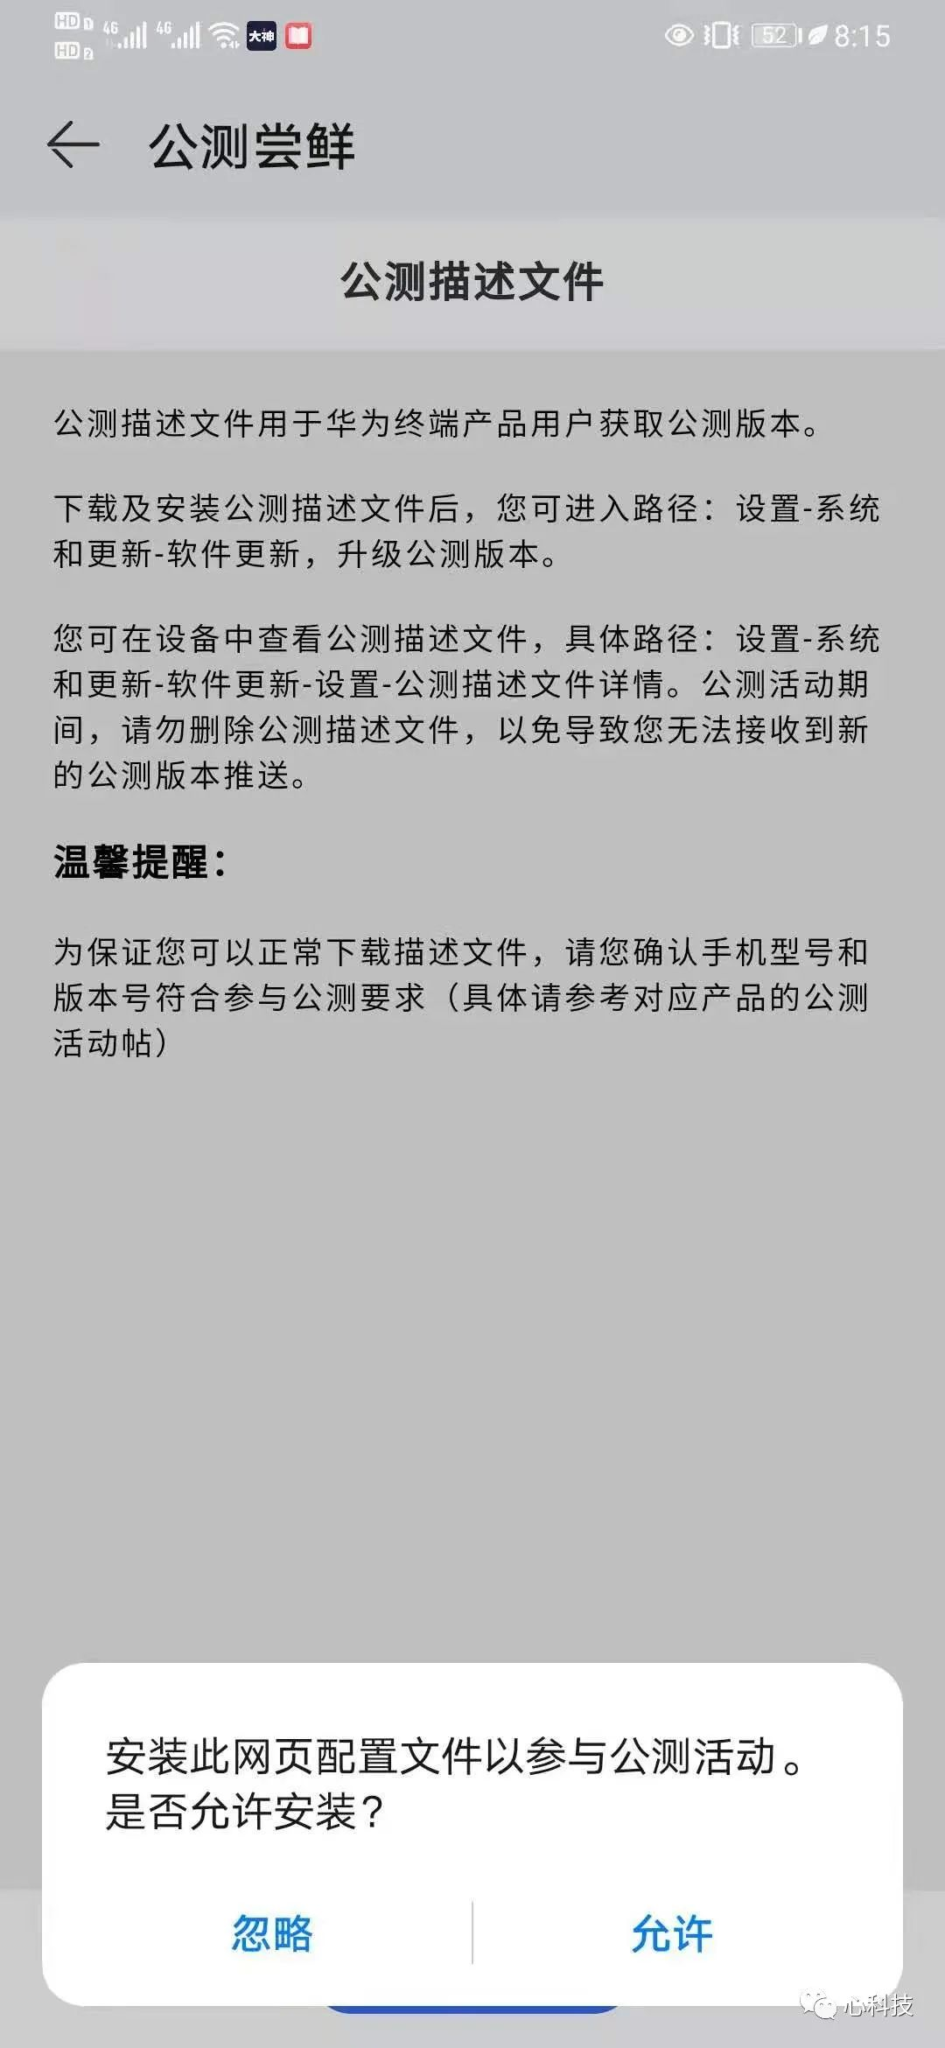 HD 1 4G 4G 大神 52 8:15
HD 2
公测尝鲜
公测描述文件
公测描述文件用于华为终端产品用户获取公测版本。
下载及安装公测描述文件后，您可进入路径：设置-系统
和更新-软件更新，升级公测版本。
您可在设备中查看公测描述文件，具体路径：设置-系统
和更新-软件更新-设置-公测描述文件详情。公测活动期
间，请勿删除公测描述文件，以免导致您无法接收到新
的公测版本推送。
温馨提醒：
为保证您可以正常下载描述文件，请您确认手机型号和
版本号符合参与公测要求（具体请参考对应产品的公测
活动帖）
安装此网页配置文件以参与公测活动。
是否允许安装？
忽略
允许
心科技